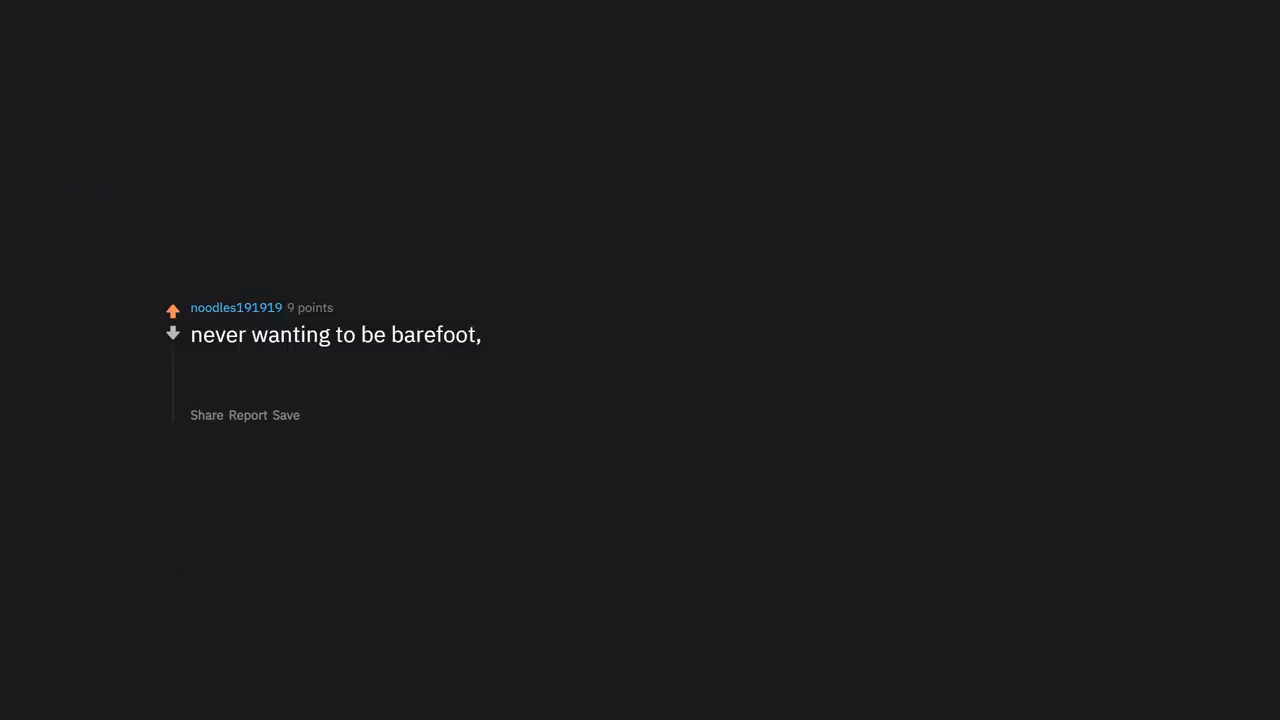 noodles191919 9 points
never wanting to be barefoot,
Share Report Save